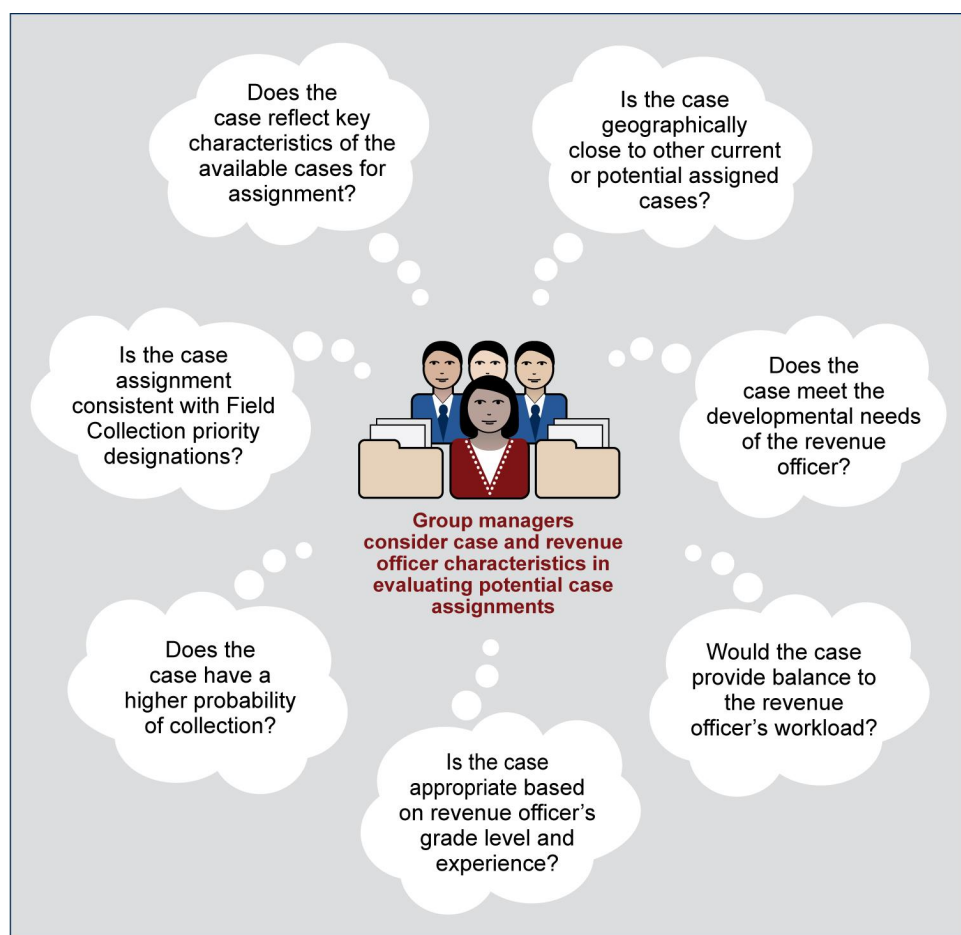 Does the
case reflect key
characteristics of the
available cases for
assignment?
Is the case
geographically
close to other current
or potential assigned
cases?
Is the case
assignment
consistent with Field
Collection priority
designations?
Does the
case meet the
developmental needs
of the revenue
officer?
Group managers
consider case and revenue
officer characteristics in
evaluating potential case
assignments
Does the
case have a
higher probability
of collection?
Would the case
provide balance to
the revenue
officer’s workload?
Is the case
appropriate based
on revenue officer’s
grade level and
experience?